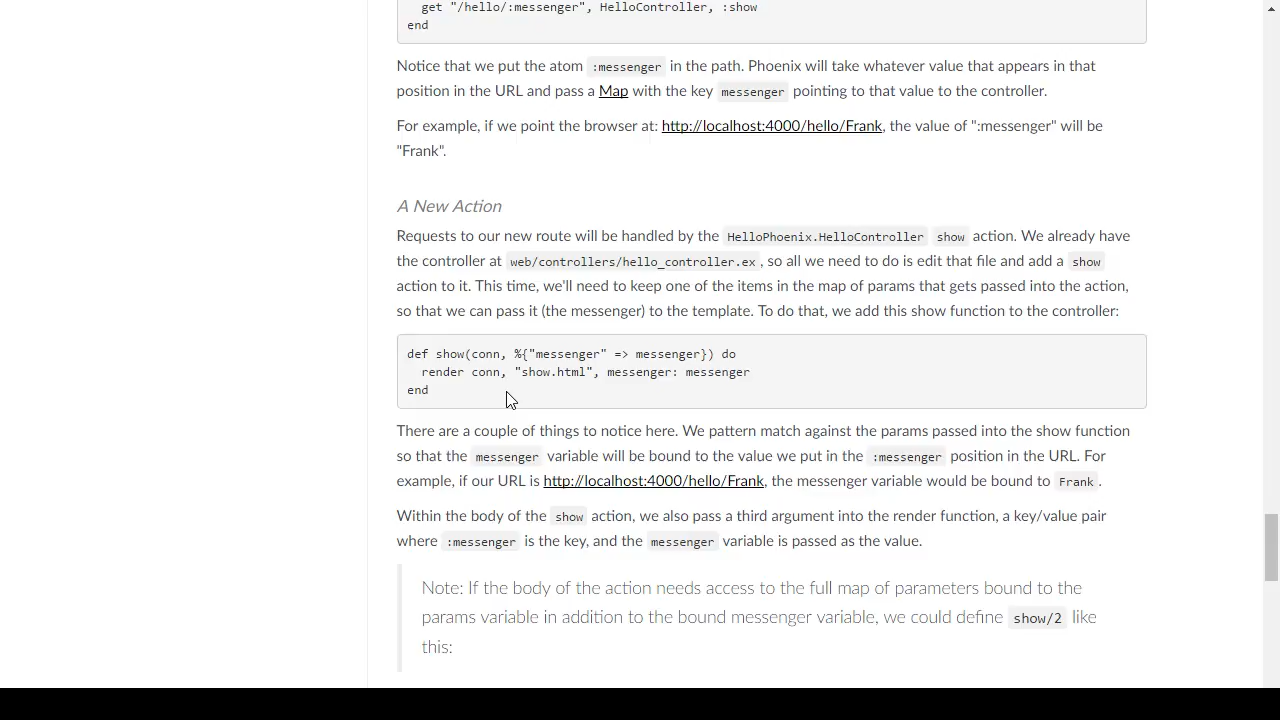 get "/hello/:messenger", HelloController, :show
end
Notice that we put the atom :messenger in the path. Phoenix will take whatever value that appears in that
position in the URL and pass a Map with the key messenger pointing to that value to the controller.
For example, if we point the browser at: http://localhost:4000/hello/Frank, the value of ":messenger" will be
"Frank".
A New Action
Requests to our new route will be handled by the HelloPhoenix.HelloController show action. We already have
the controller at web/controllers/hello_controller.ex, so all we need to do is edit that file and add a show
action to it. This time, we'll need to keep one of the items in the map of params that gets passed into the action,
so that we can pass it (the messenger) to the template. To do that, we add this show function to the controller:
def show(conn, %{"messenger" => messenger}) do
render conn, "show.html", messenger: messenger
end
There are a couple of things to notice here. We pattern match against the params passed into the show function
so that the messenger variable will be bound to the value we put in the :messenger position in the URL. For
example, if our URL is http://localhost:4000/hello/Frank, the messenger variable would be bound to Frank.
Within the body of the show action, we also pass a third argument into the render function, a key/value pair
where :messenger is the key, and the messenger variable is passed as the value.
Note: If the body of the action needs access to the full map of parameters bound to the
params variable in addition to the bound messenger variable, we could define show/2 like
this: